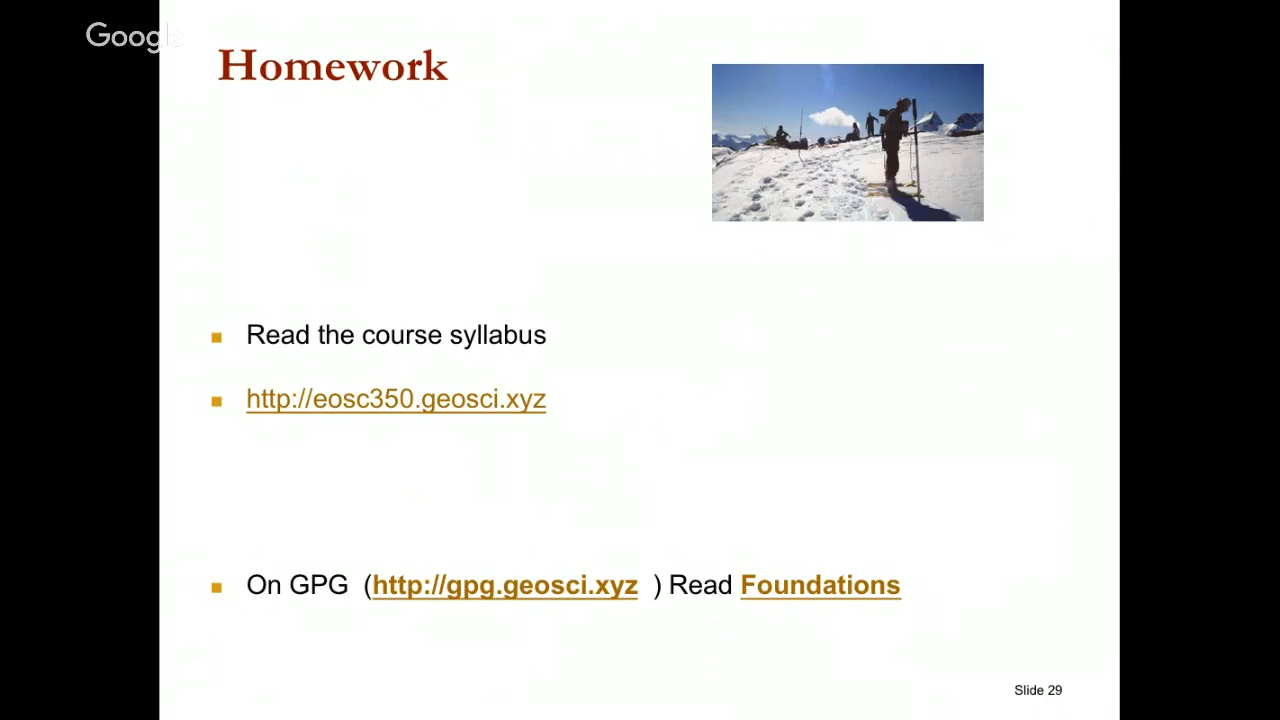 Google
Homework
Read the course syllabus
http://eosc350.geosci.xyz
On GPG (http://gpg.geosci.xyz ) Read Foundations
Slide 29